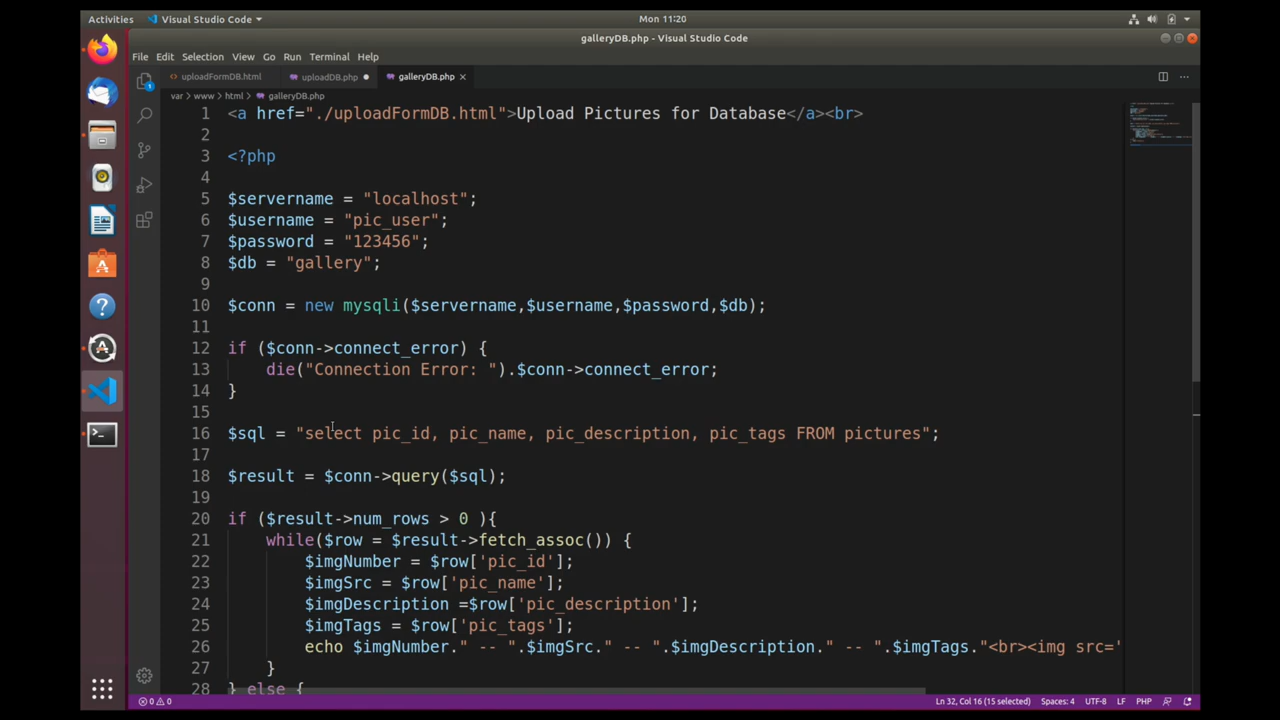 Activities Visual Studio Code Mon 11:20
galleryDB.php - Visual Studio Code
File Edit Selection View Go Run Terminal Help
uploadFormDB.html uploadDB.php galleryDB.php
var > www > html > galleryDB.php
1 <a href="./uploadFormDB.html">Upload Pictures for Database</a><br>
2
3 <?php
4
5 $servername = "localhost";
6 $username = "pic_user";
7 $password = "123456";
8 $db = "gallery";
9
10 $conn = new mysqli($servername,$username,$password,$db);
11
12 if ($conn->connect_error) {
13 die("Connection Error: ").$conn->connect_error;
14 }
15
16 $sql = "select pic_id, pic_name, pic_description, pic_tags FROM pictures";
17
18 $result = $conn->query($sql);
19
20 if ($result->num_rows > 0 ){
21 while($row = $result->fetch_assoc()) {
22 $imgNumber = $row['pic_id'];
23 $imgSrc = $row['pic_name'];
24 $imgDescription =$row['pic_description'];
25 $imgTags = $row['pic_tags'];
26 echo $imgNumber." -- ".$imgSrc." -- ".$imgDescription." -- ".$imgTags."<br><img src='
27 }
28 } else {
0 0 Ln 32, Col 16 (15 selected) Spaces: 4 UTF-8 LF PHP